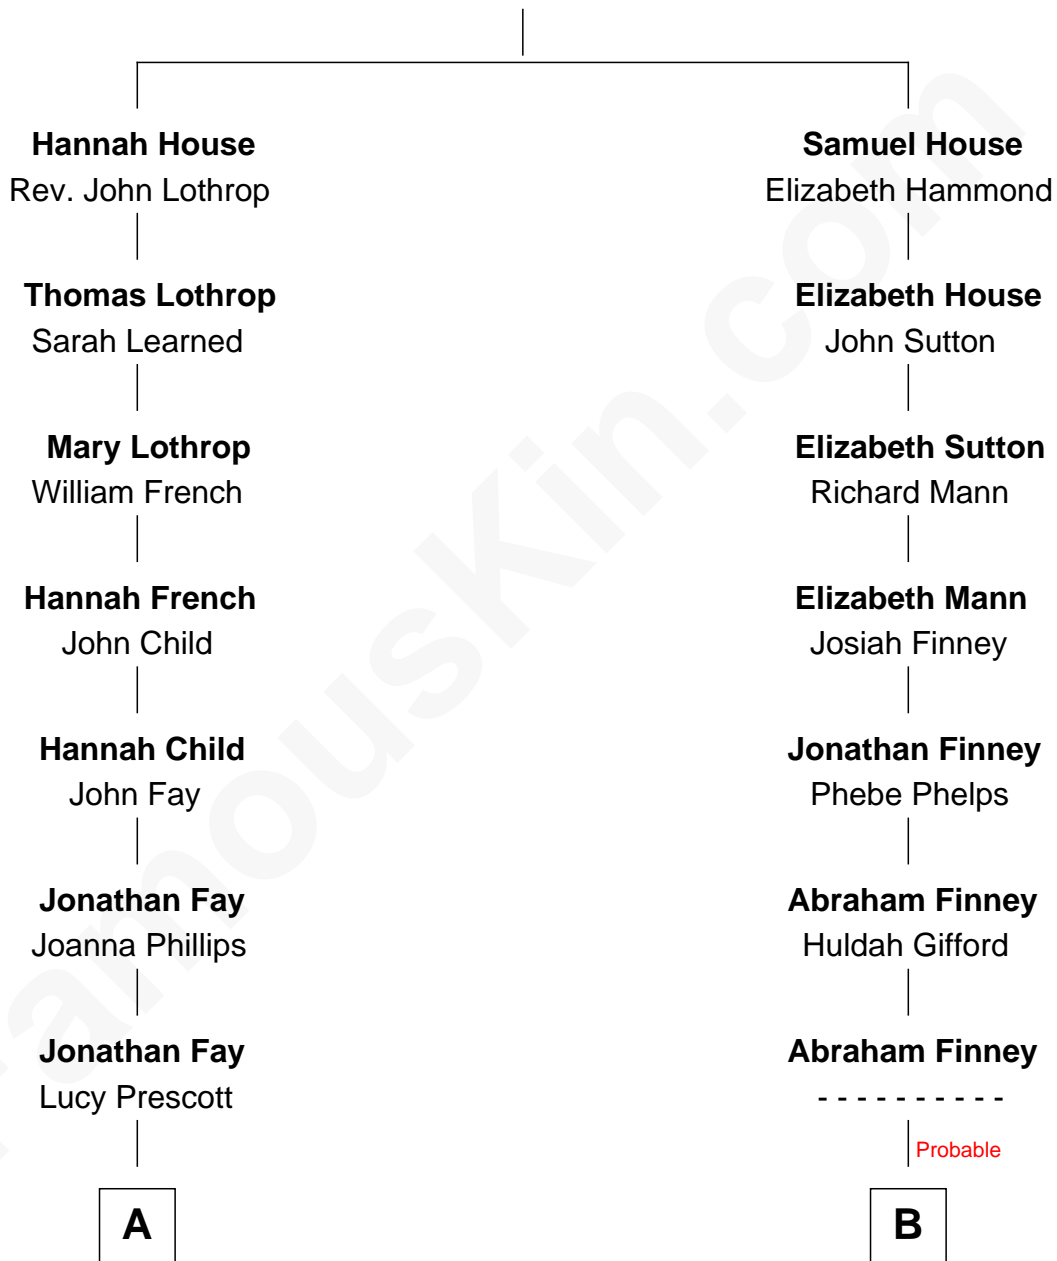 Hannah House
Rev. John Lothrop
Thomas Lothrop
Sarah Learned
Mary Lothrop
William French
Hannah French
John Child
Hannah Child
John Fay
Jonathan Fay
Joanna Phillips
Jonathan Fay
Lucy Prescott
A
Samuel House
Elizabeth Hammond
Elizabeth House
John Sutton
Elizabeth Sutton
Richard Mann
Elizabeth Mann
Josiah Finney
Jonathan Finney
Phebe Phelps
Abraham Finney
Huldah Gifford
Abraham Finney
- - - - - - - - - -
Probable
B
FamousKin.com